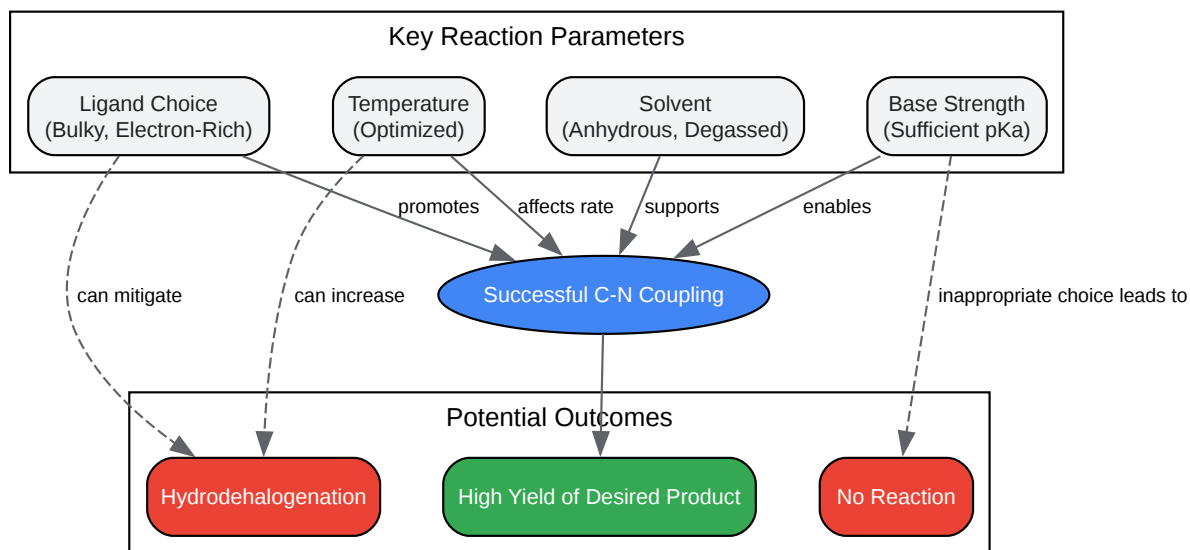 Key Reaction Parameters
Ligand Choice
(Bulky, Electron-Rich)
Temperature
(Optimized)
Solvent
(Anhydrous, Degassed)
Base Strength
(Sufficient pKa)
promotes
affects rate
supports
enables
can mitigate
can increase
Successful C-N Coupling
inappropriate choice leads to
Potential Outcomes
Hydrodehalogenation
High Yield of Desired Product
No Reaction